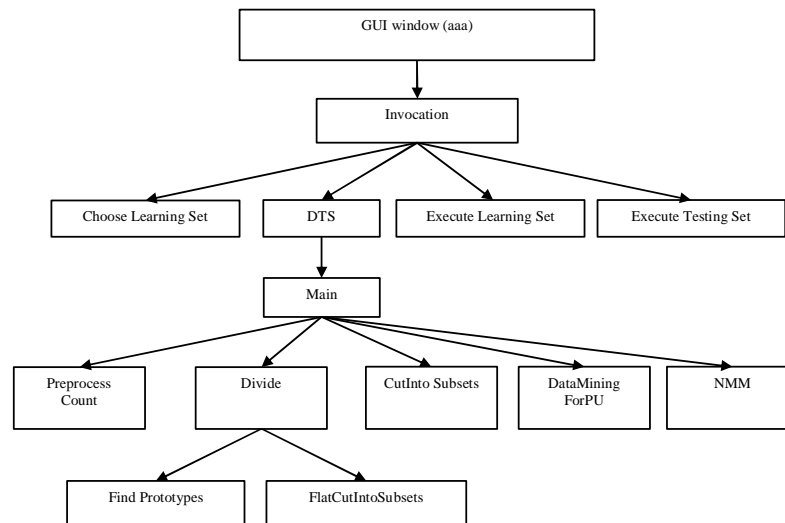 GUI window (aaa)
Invocation
Choose Learning Set
DTS
Execute Learning Set
Execute Testing Set
Main
Preprocess
Count
Divide
CutInto Subsets
DataMining
ForPU
NMM
Find Prototypes
FlatCutIntoSubsets